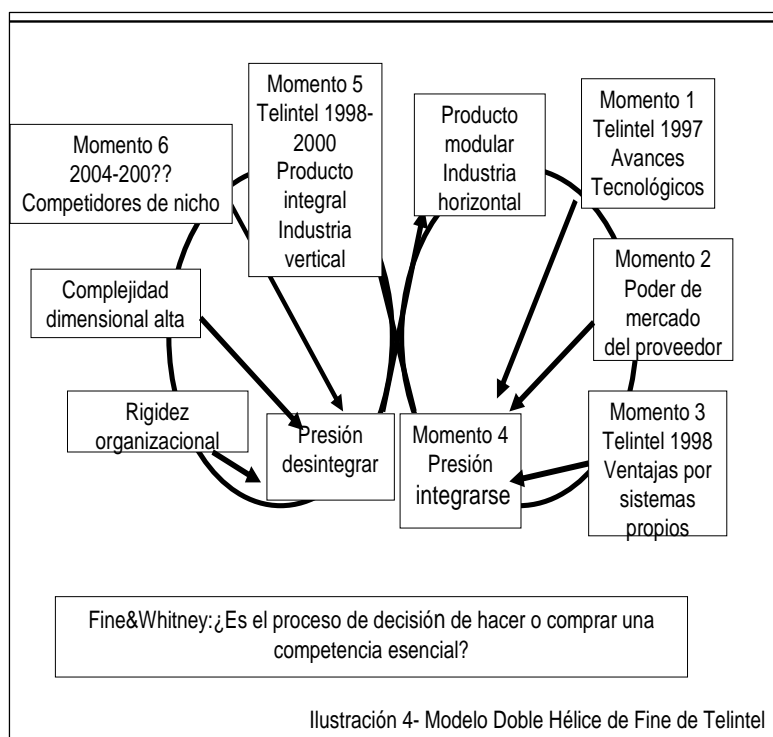 Momento 5
Telintel 1998-
2000
Producto
integral
Industria
vertical
Producto
modular
Industria
horizontal
Momento 1
Telintel 1997
Avances
Tecnológicos
Momento 6
2004-200??
Competidores de nicho
Momento 2
Poder de
mercado
del proveedor
Complejidad
dimensional alta
Rigidez
organizacional
Presión
desintegrar
Momento 4
Presión
integrarse
Momento 3
Telintel 1998
Ventajas por
sistemas
propios
Fine&Whitney:¿Es el proceso de decisión de hacer o comprar una
competencia esencial?
Ilustración 4- Modelo Doble Hélice de Fine de Telintel